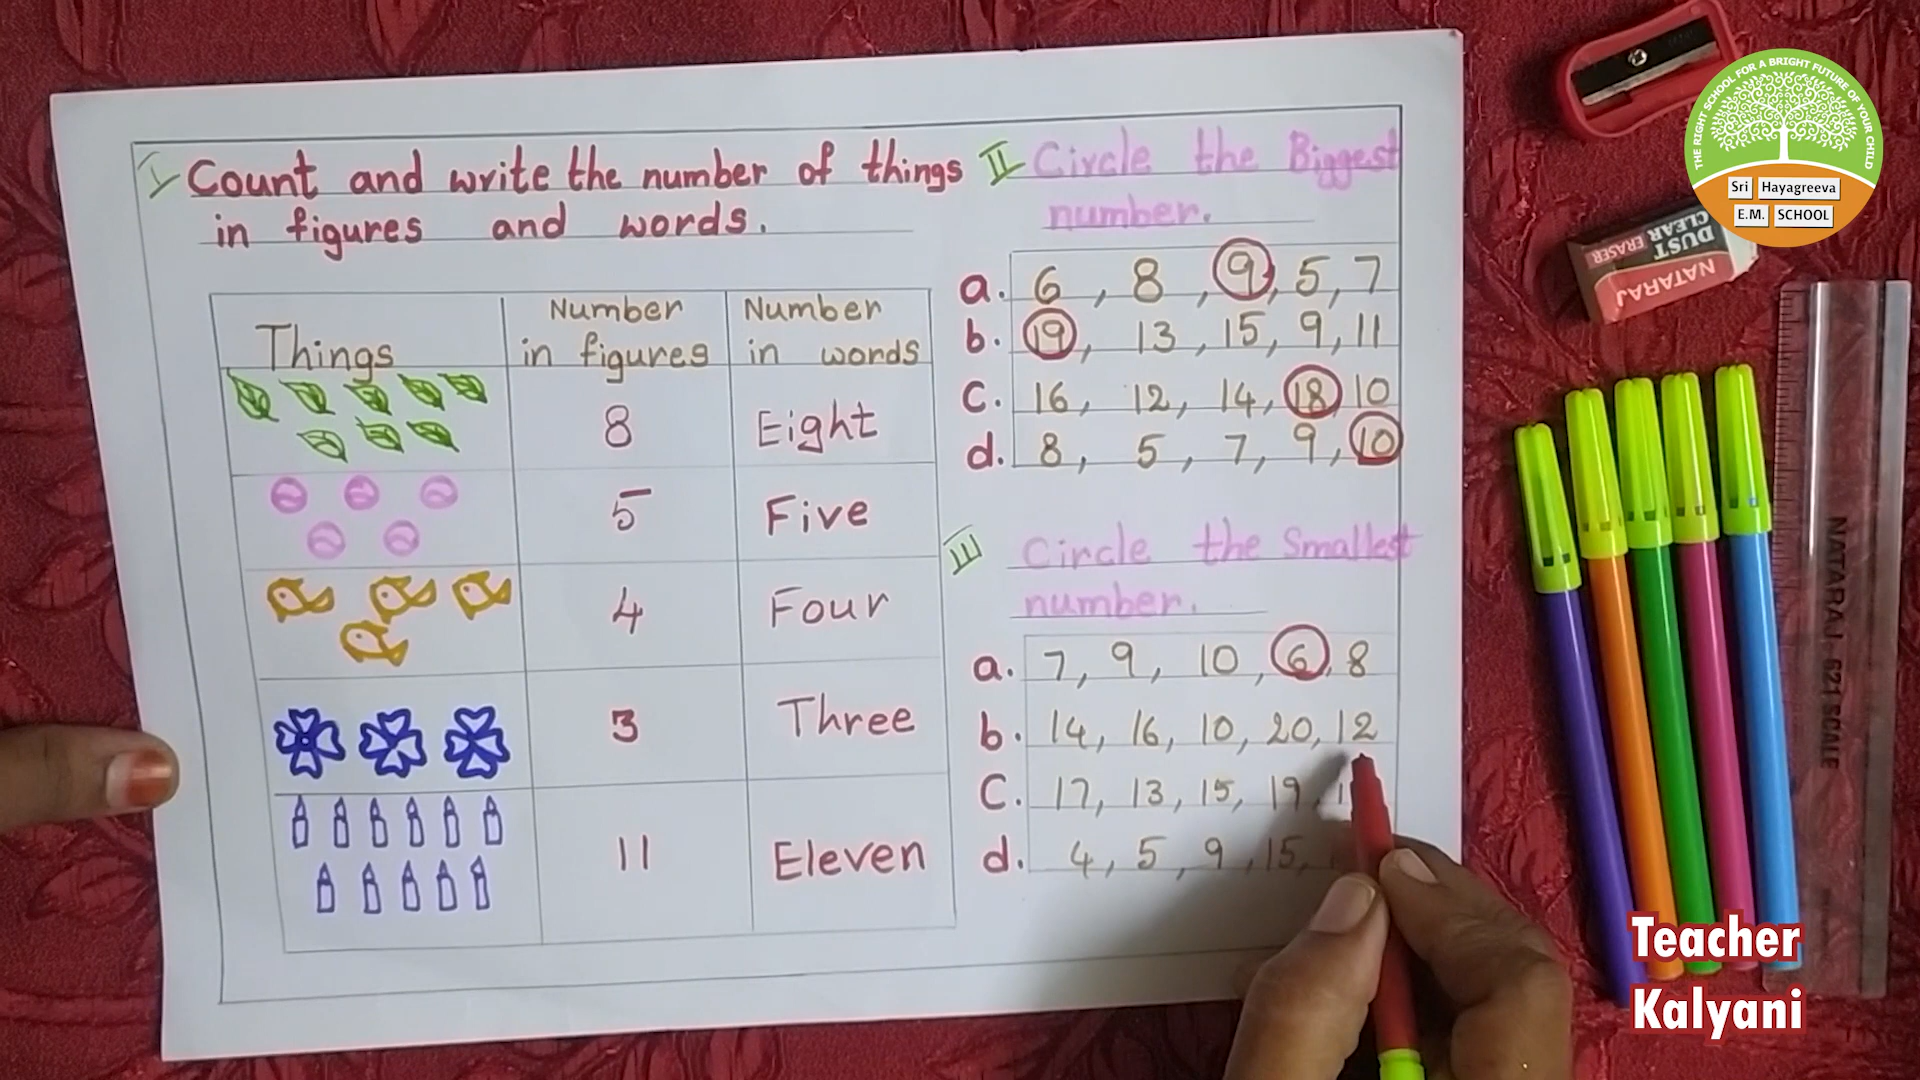 I Count and write the number of things
in figures and words.
Things
Number
in figures
Number
in words
8 Eight
5 Five
4 Four
3 Three
11 Eleven
II Circle the Biggest
number.
a. 6, 8, 9, 5, 7
b. 19, 13, 15, 9, 11
c. 16, 12, 14, 18, 10
d. 8, 5, 7, 9, 10
III Circle the Smallest
number.
a. 7, 9, 10, 6, 8
b. 14, 16, 10, 20, 12
C. 17, 13, 15, 19,
d. 4, 5, 9, 15,
THE RIGHT SCHOOL FOR A BRIGHT FUTURE OF YOUR CHILD
Sri Hayagreeva
E.M. SCHOOL
NATARAJ
DUST
CLEAR
ERASER
NATARAJ 621 SCALE
Teacher
Kalyani